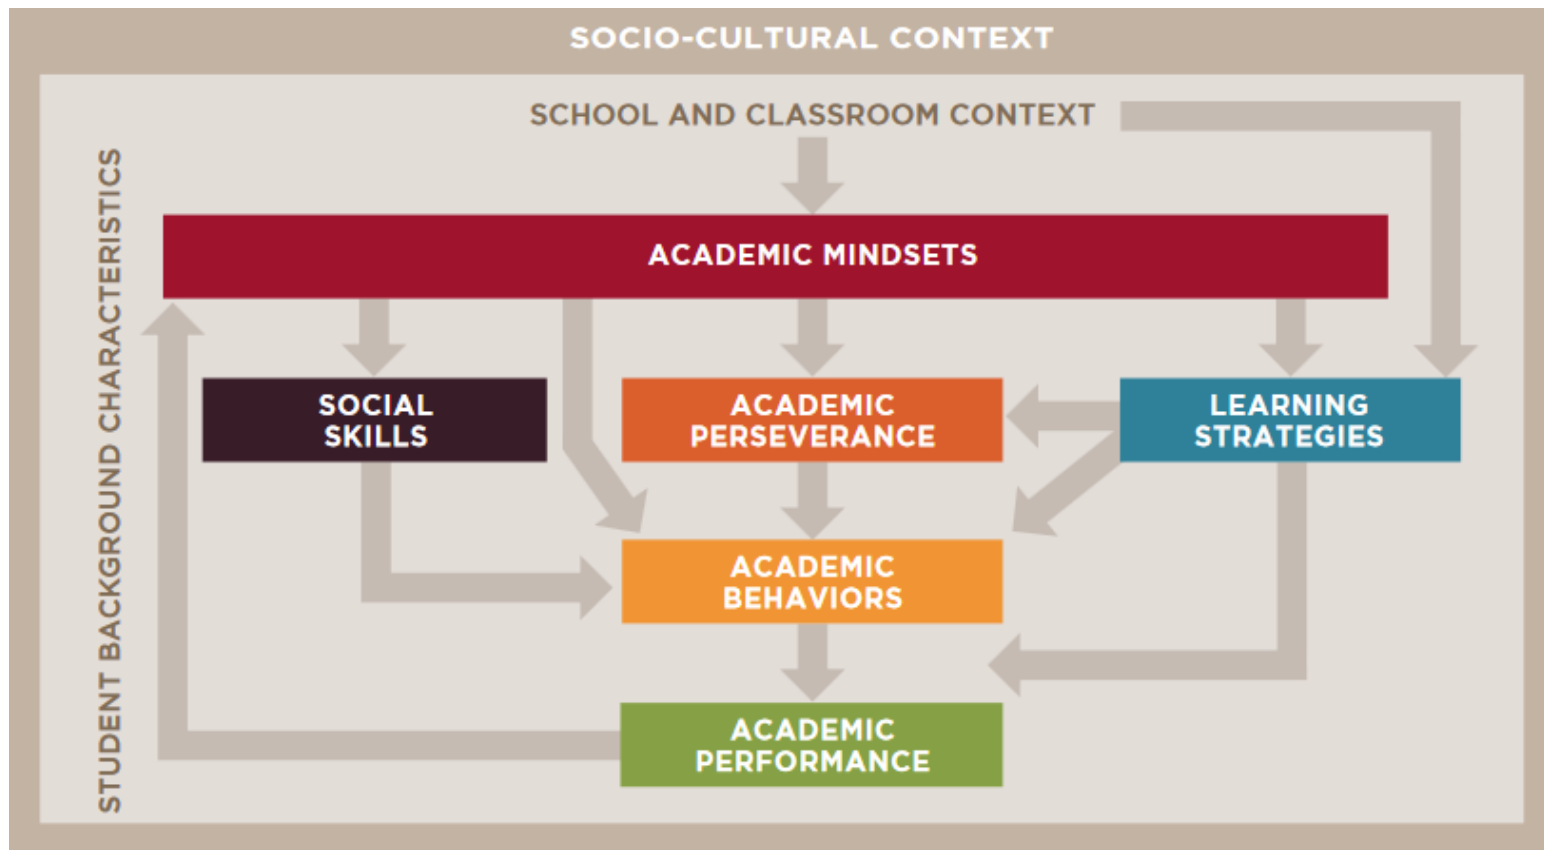 SOCIO-CULTURAL CONTEXT
SCHOOL AND CLASSROOM CONTEXT
STUDENT BACKGROUND CHARACTERISTICS
ACADEMIC MINDSETS
SOCIAL
SKILLS
ACADEMIC
PERSEVERANCE
LEARNING
STRATEGIES
ACADEMIC
BEHAVIORS
ACADEMIC
PERFORMANCE